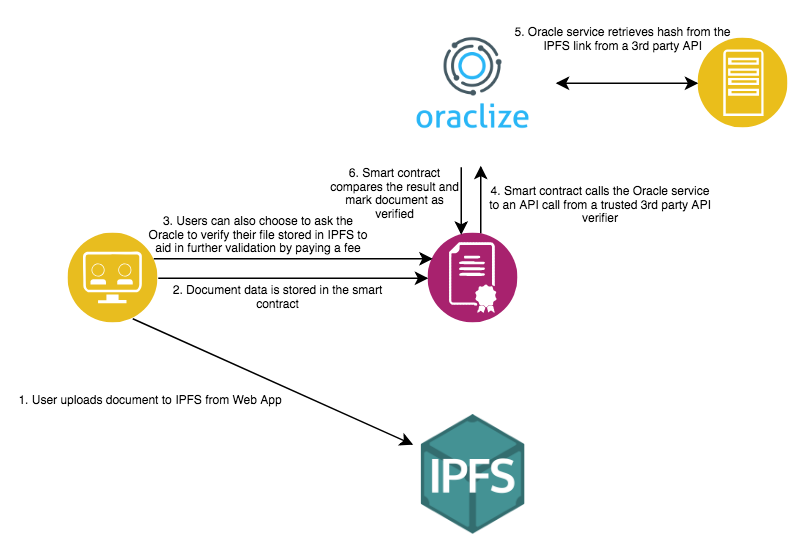 5. Oracle service retrieves hash from the
IPFS link from a 3rd party API
oraclize
6. Smart contract
compares the result and
mark document as
verified
4. Smart contract calls the Oracle service
to an API call from a trusted 3rd party API
verifier
3. Users can also choose to ask the
Oracle to verify their file stored in IPFS to
aid in further validation by paying a fee
2. Document data is stored in the smart
contract
1. User uploads document to IPFS from Web App
IPFS